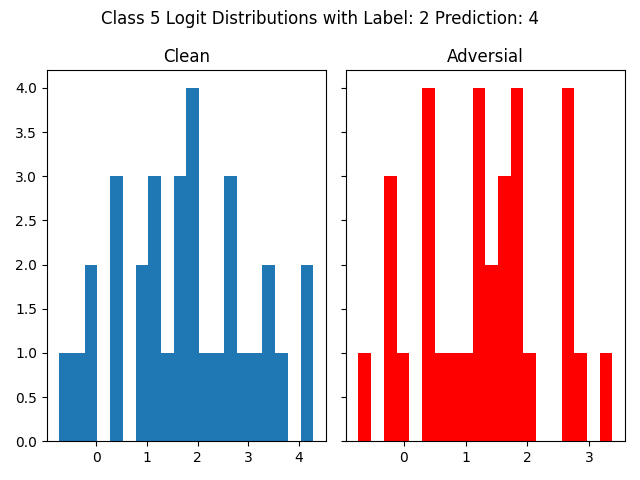 Class 5 Logit Distributions with Label: 2 Prediction: 4
Clean
Adversial
4.0
3.5
3.0
2.5
2.0
1.5
1.0
0.5
0.0
0 1 2 3 4
0 1 2 3